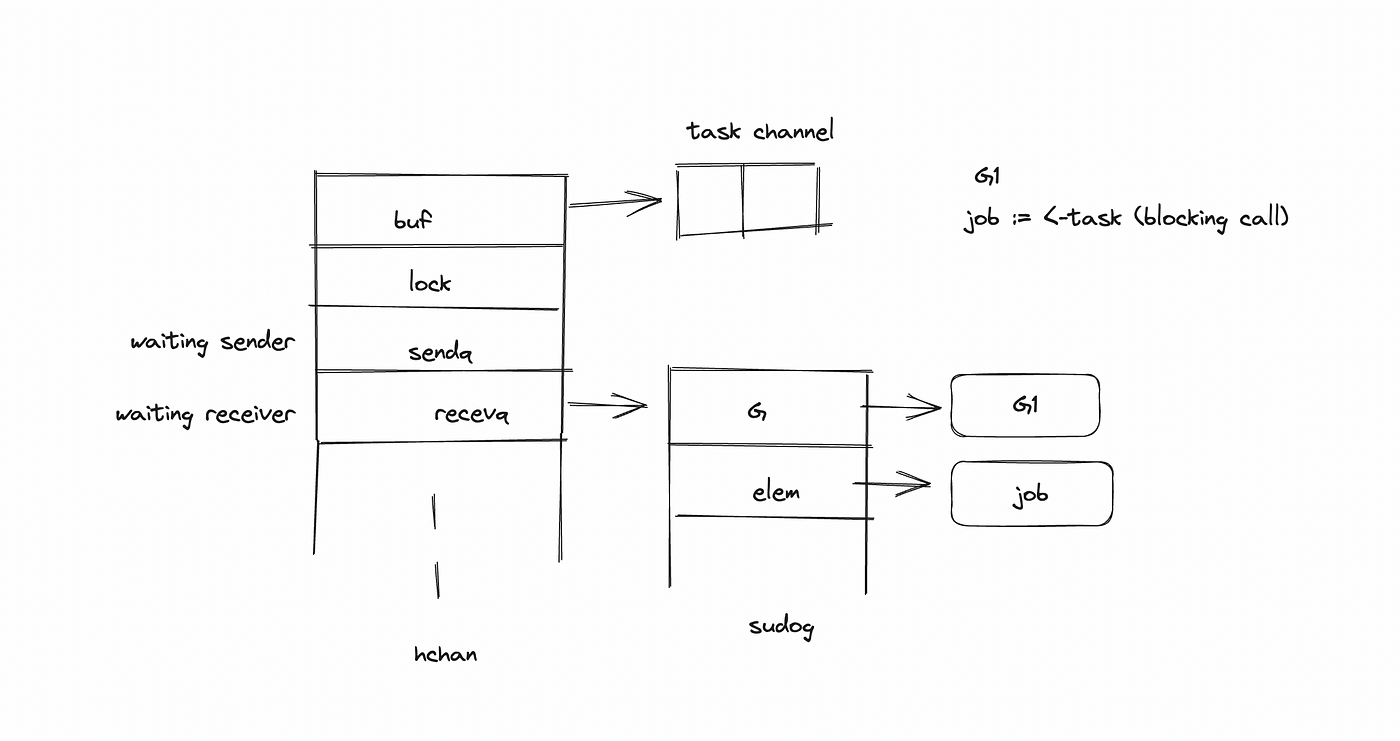 task channel
G1
job := <-task (blocking call)
buf
lock
waiting sender
sendq
waiting receiver
recevq
G
G1
elem
job
sudog
hchan